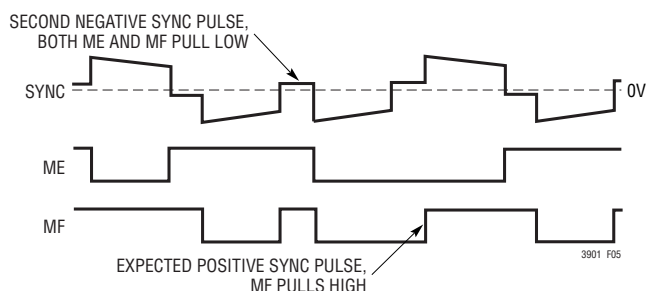 SECOND NEGATIVE SYNC PULSE,
BOTH ME AND MF PULL LOW
SYNC
0V
ME
MF
3901 F05
EXPECTED POSITIVE SYNC PULSE,
MF PULLS HIGH